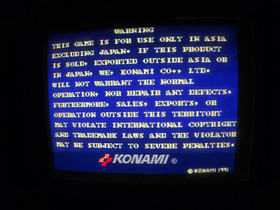 WARNING
THIS GAME IS FOR USE ONLY IN ASIA
EXCLUDING JAPAN. IF THIS PRODUCT
IS SOLD, EXPORTED OUTSIDE ASIA OR
IN JAPAN, WE, KONAMI CO., LTD.
WILL NOT WARRANT THE NORMAL
OPERATION, NOR REPAIR ANY DEFECTS.
FURTHERMORE, SALES, EXPORTS, OR
OPERATION OUTSIDE THIS TERRITORY
MAY VIOLATE INTERNATIONAL COPYRIGHT
AND TRADEMARK LAWS AND THE VIOLATOR
MAY BE SUBJECT TO SEVERE PENALTIES.
KONAMI ®
© KONAMI 1991